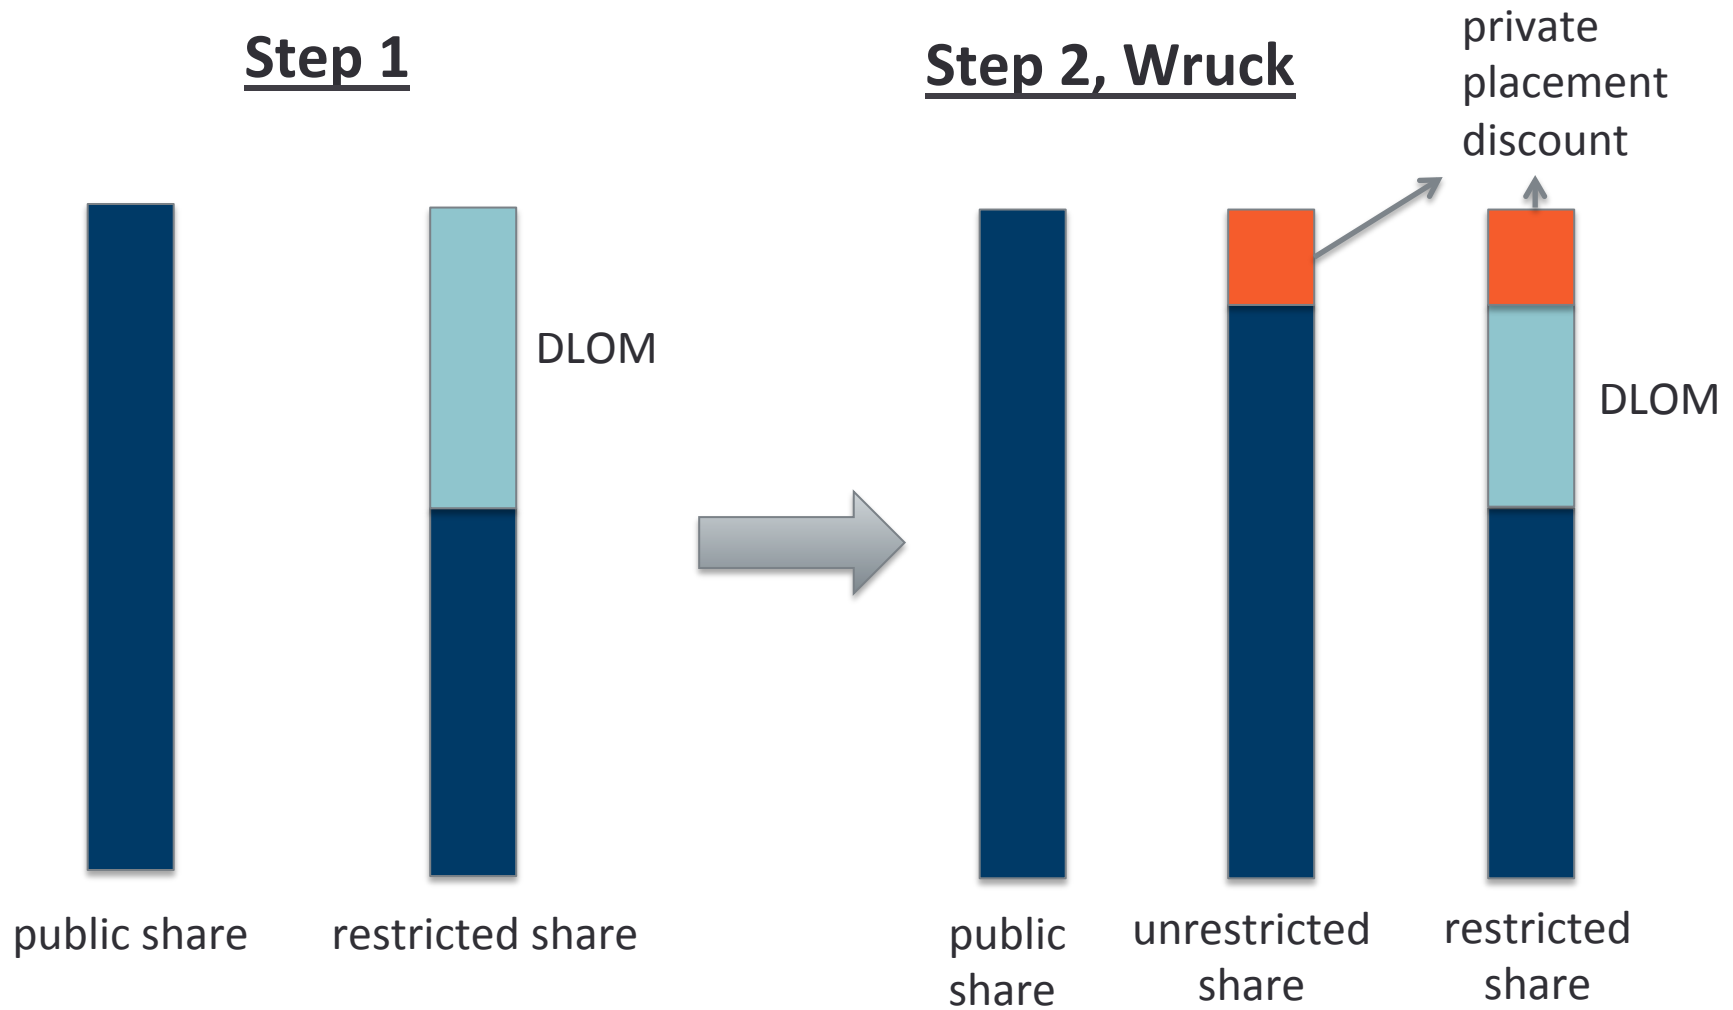 Step 1
Step 2, Wruck
private
placement
discount
DLOM
DLOM
public share
restricted share
public
share
unrestricted
share
restricted
share